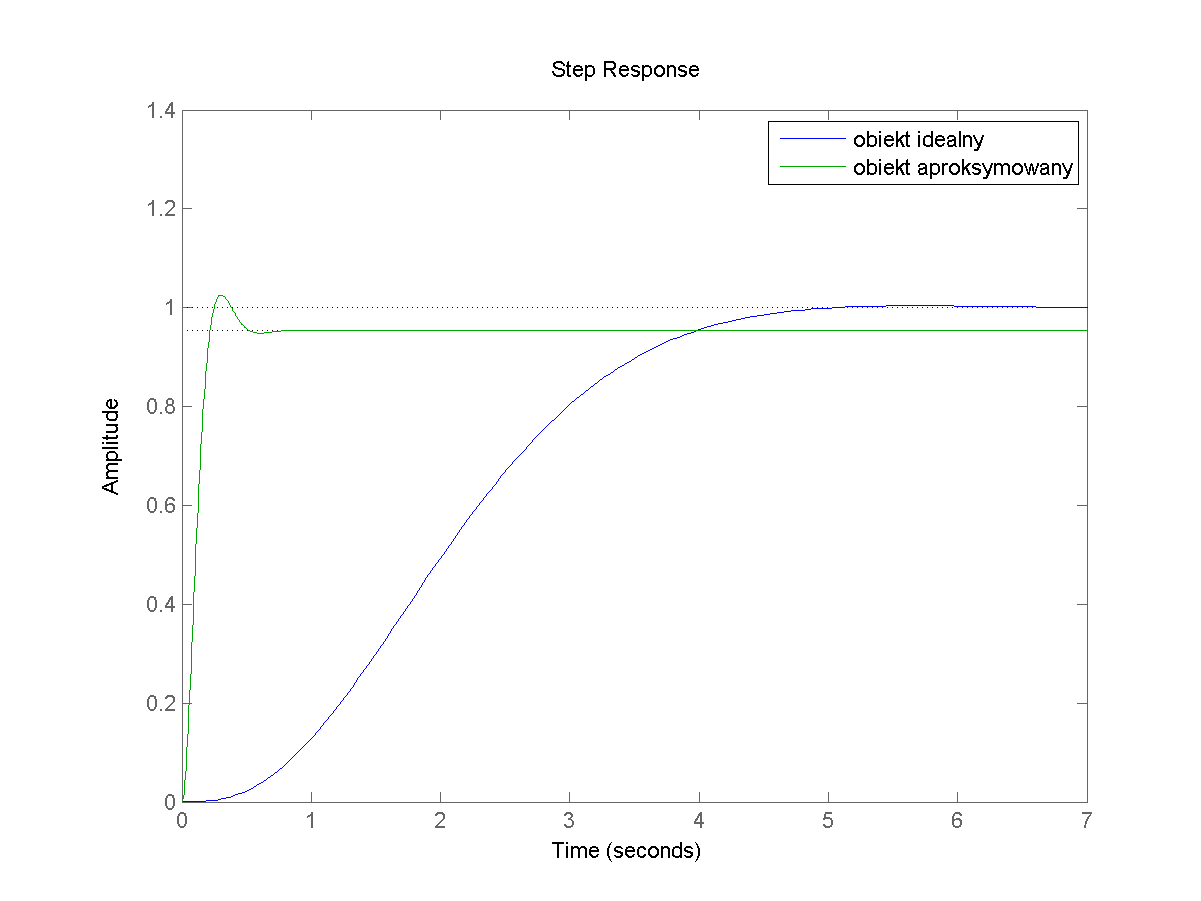 Step Response
1.4
1.2
1
0.8
0.6
0.4
0.2
0
Amplitude
obiekt idealny
obiekt aproksymowany
0 1 2 3 4 5 6 7
Time (seconds)